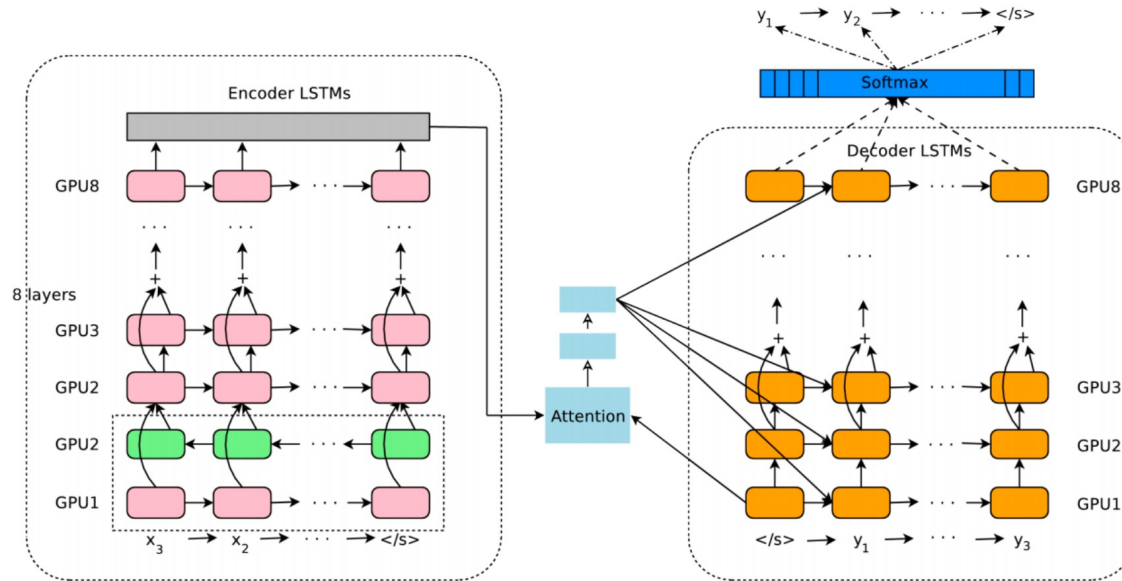 y1 y2 · · · </s>
Softmax
Encoder LSTMs
Decoder LSTMs
GPU8 · · · GPU8
· · · · · · · · ·
+ + +
8 layers
GPU3 · · ·
+ +
GPU2 · · ·
· · · GPU3
Attention
GPU2 · · ·
· · · GPU2
GPU1 · · ·
· · · GPU1
x3 x2 · · · </s>
</s> y1 · · · y3